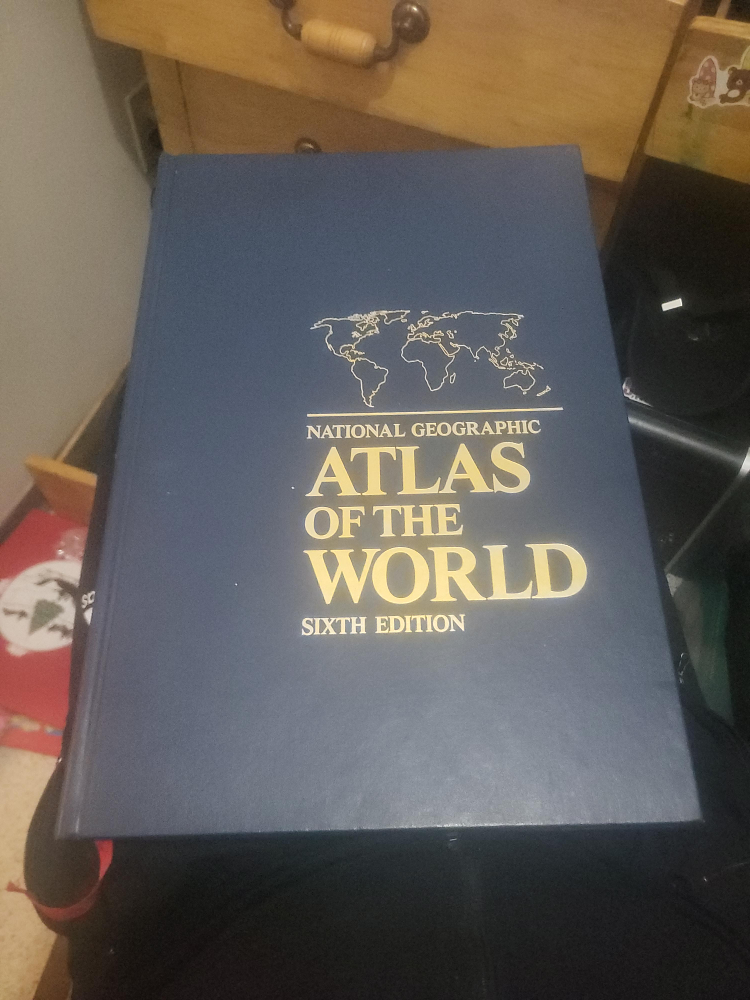 NATIONAL GEOGRAPHIC
ATLAS
OF THE
WORLD
SIXTH EDITION